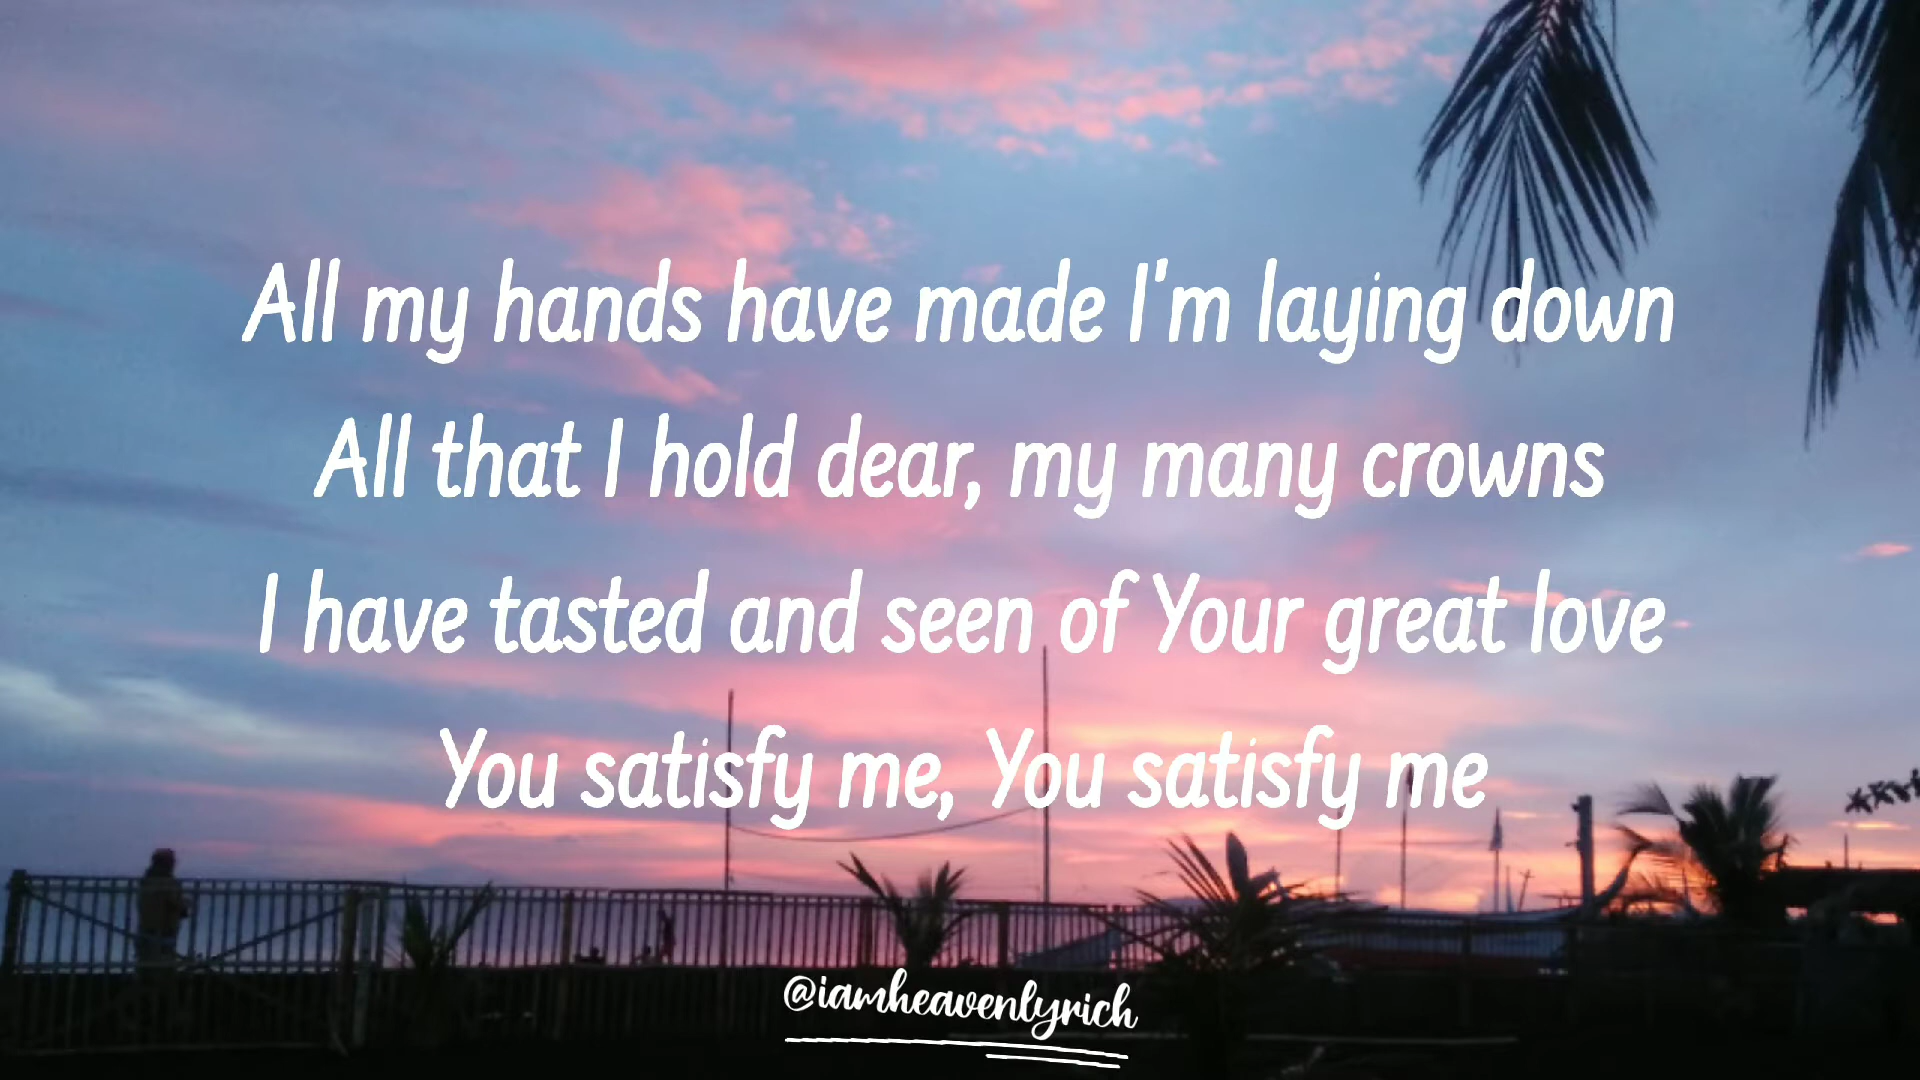 All my hands have made I'm laying down
All that I hold dear, my many crowns
I have tasted and seen of Your great love
You satisfy me, You satisfy me
@iamheavenlyrich